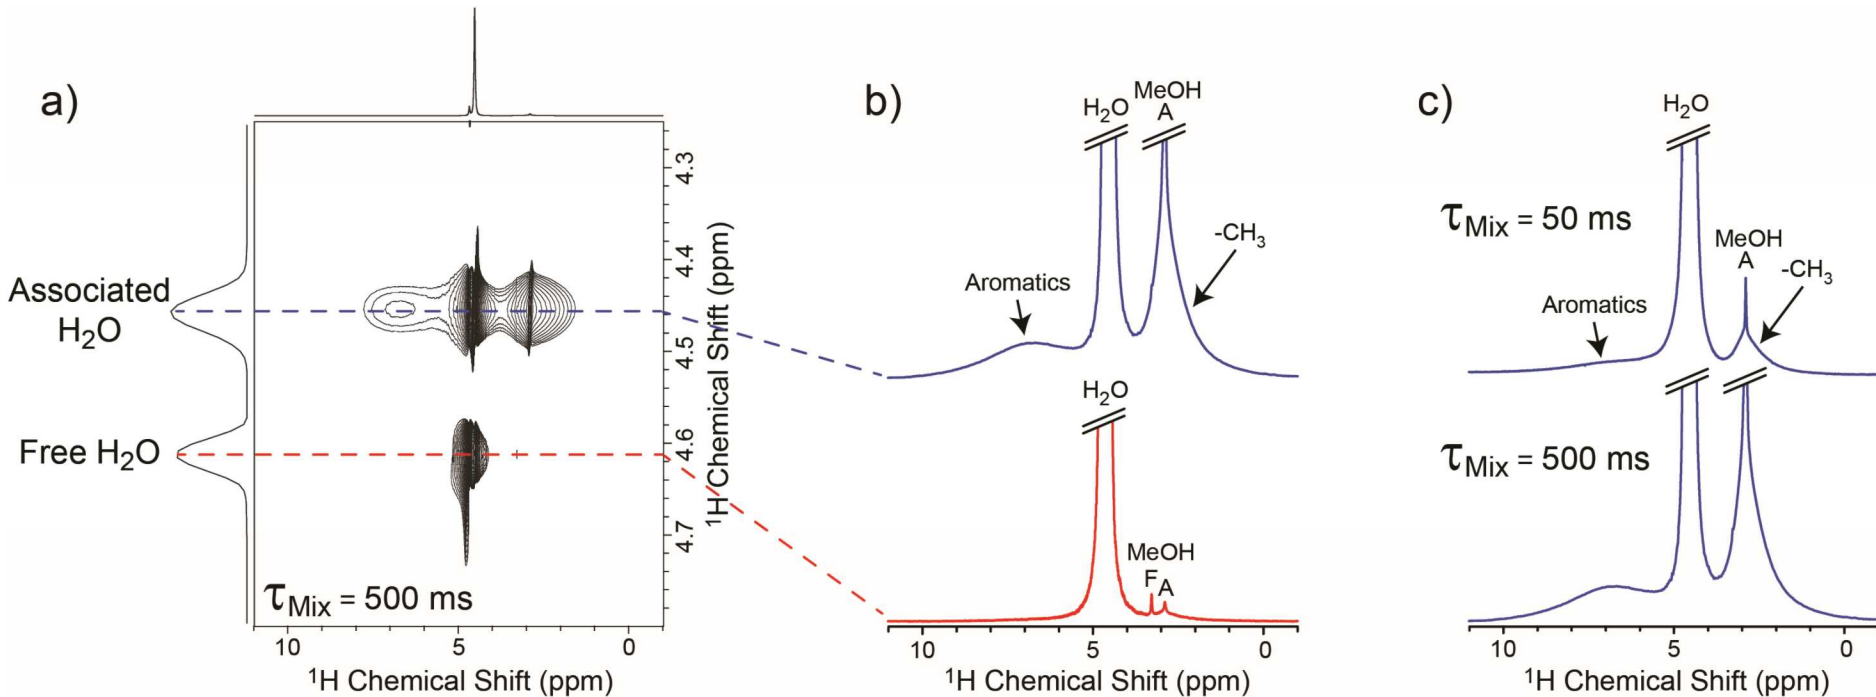 a)
Associated
H₂O
Free H₂O
τMix = 500 ms
10
5
0
¹H Chemical Shift (ppm)
4.3
4.4
4.5
4.6
4.7
¹H Chemical Shift (ppm)
b)
H₂O
MeOH
A
-CH₃
Aromatics
H₂O
MeOH
F A
10
5
0
¹H Chemical Shift (ppm)
c)
H₂O
τMix = 50 ms
MeOH
A
-CH₃
Aromatics
τMix = 500 ms
10
5
0
¹H Chemical Shift (ppm)